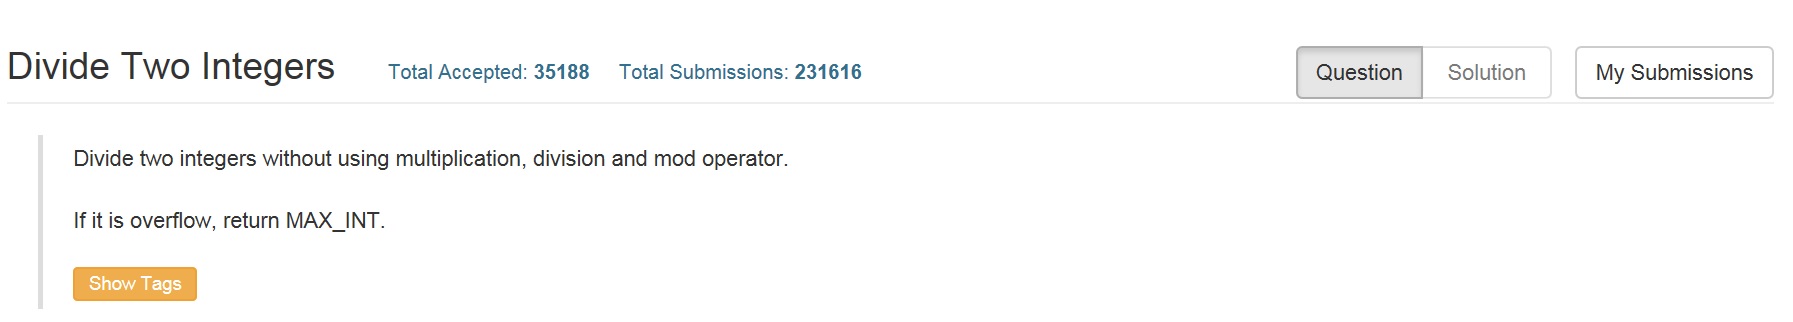 Divide Two Integers Total Accepted: 35188 Total Submissions: 231616 Question Solution My Submissions
Divide two integers without using multiplication, division and mod operator.
If it is overflow, return MAX_INT.
Show Tags